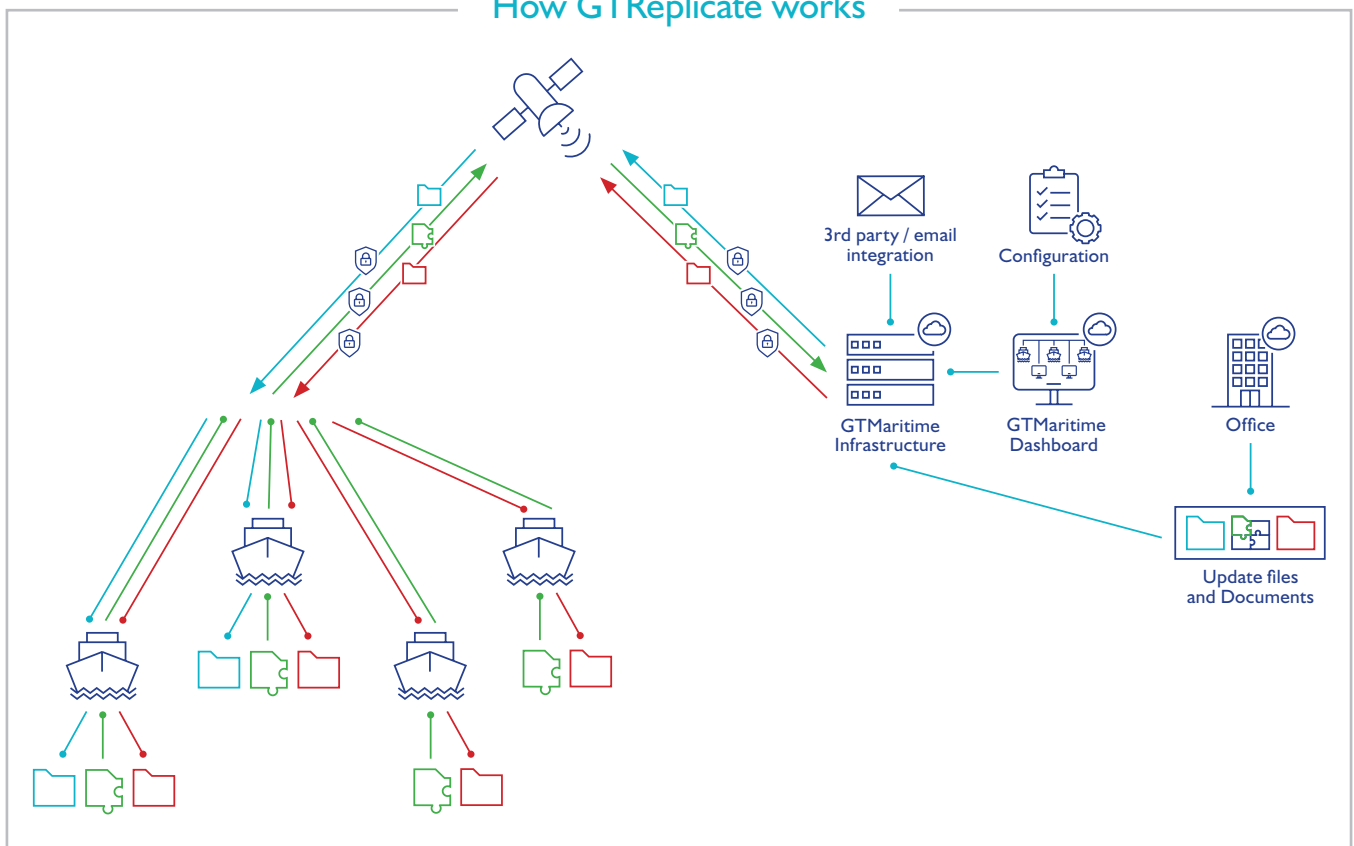 How GTReplicate works
3rd party / email
integration
Configuration
GTMaritime
Infrastructure
GTMaritime
Dashboard
Office
Update files
and Documents